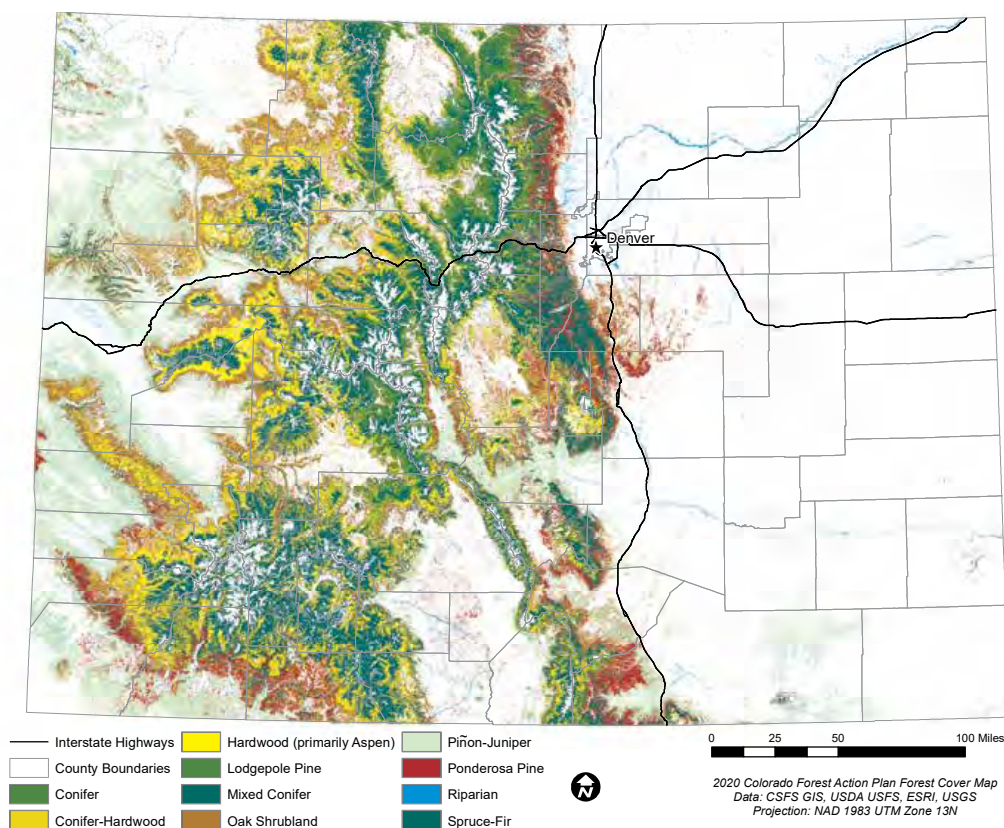 Denver
Interstate Highways
County Boundaries
Conifer
Conifer-Hardwood
Hardwood (primarily Aspen)
Lodgepole Pine
Mixed Conifer
Oak Shrubland
Piñon-Juniper
Ponderosa Pine
Riparian
Spruce-Fir
N
0 25 50 100 Miles
2020 Colorado Forest Action Plan Forest Cover Map
Data: CSFS GIS, USDA USFS, ESRI, USGS
Projection: NAD 1983 UTM Zone 13N